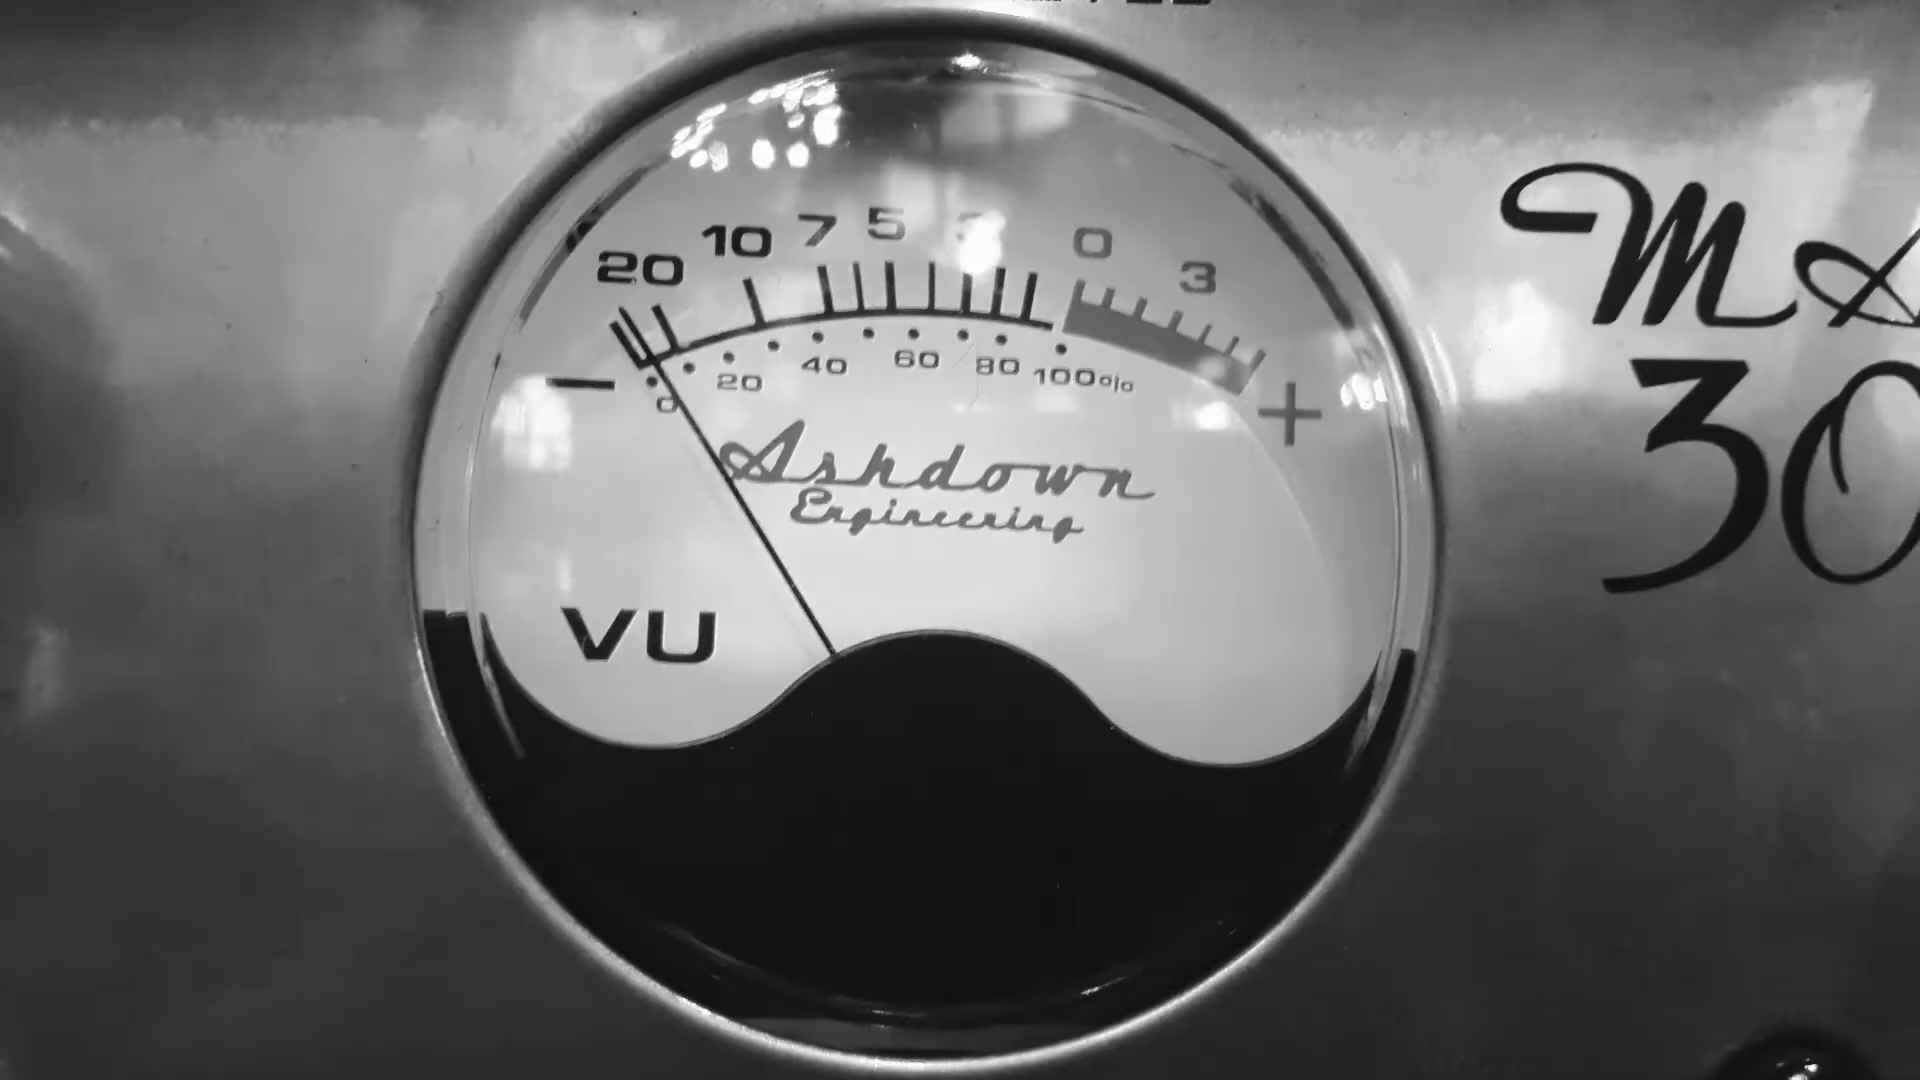 20 10 7 5 0 3
− +
0 20 40 60 80 100%
Ashdown
Engineering
VU
30